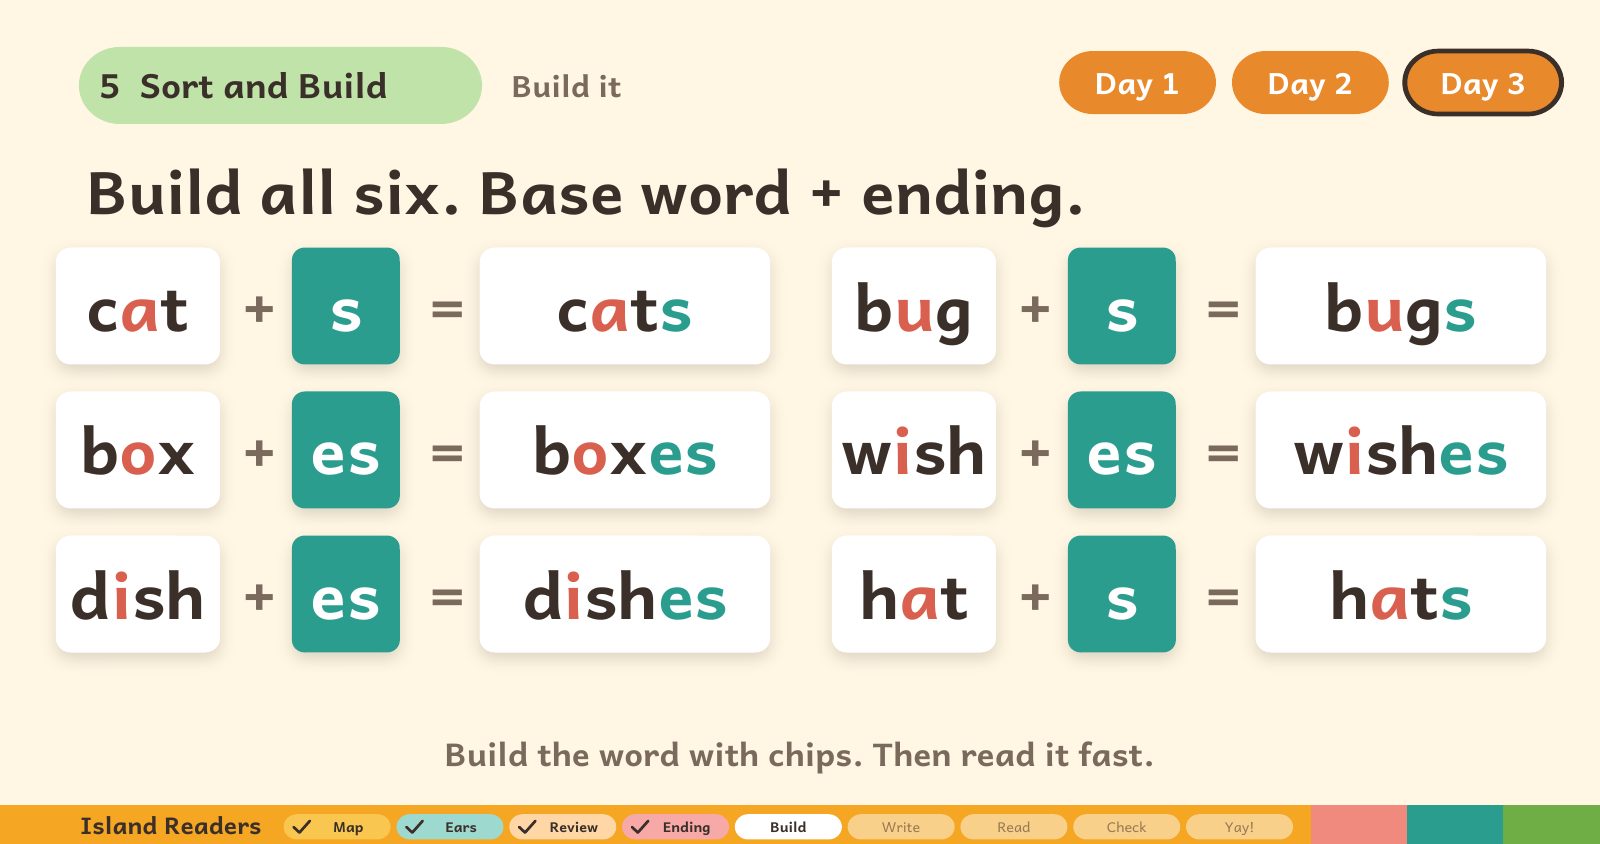 5 Sort and Build
Build it
Day 1 Day 2 Day 3
Build all six. Base word + ending.
cat + s = cats
bug + s = bugs
box + es = boxes
wish + es = wishes
dish + es = dishes
hat + s = hats
Build the word with chips. Then read it fast.
Island Readers Map Ears Review Ending Build Write Read Check Yay!